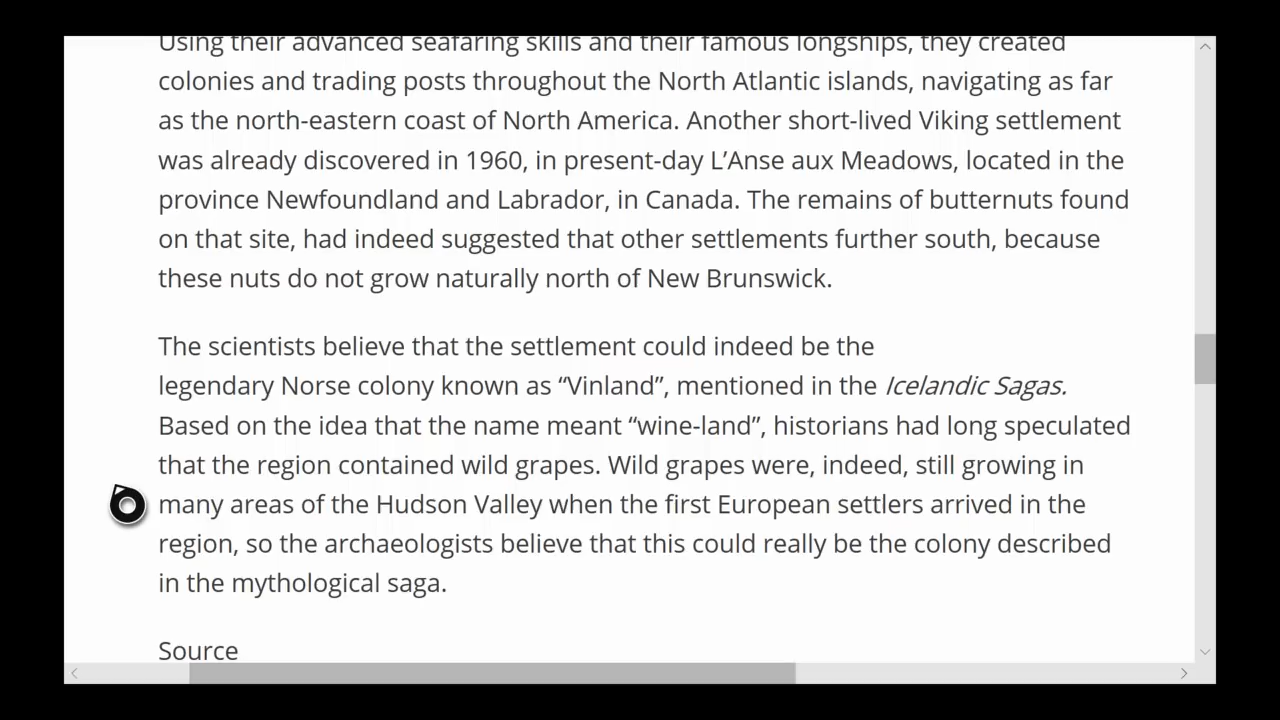 Using their advanced seafaring skills and their famous longships, they created
colonies and trading posts throughout the North Atlantic islands, navigating as far
as the north-eastern coast of North America. Another short-lived Viking settlement
was already discovered in 1960, in present-day L’Anse aux Meadows, located in the
province Newfoundland and Labrador, in Canada. The remains of butternuts found
on that site, had indeed suggested that other settlements further south, because
these nuts do not grow naturally north of New Brunswick.
The scientists believe that the settlement could indeed be the
legendary Norse colony known as “Vinland”, mentioned in the Icelandic Sagas.
Based on the idea that the name meant “wine-land”, historians had long speculated
that the region contained wild grapes. Wild grapes were, indeed, still growing in
many areas of the Hudson Valley when the first European settlers arrived in the
region, so the archaeologists believe that this could really be the colony described
in the mythological saga.
Source